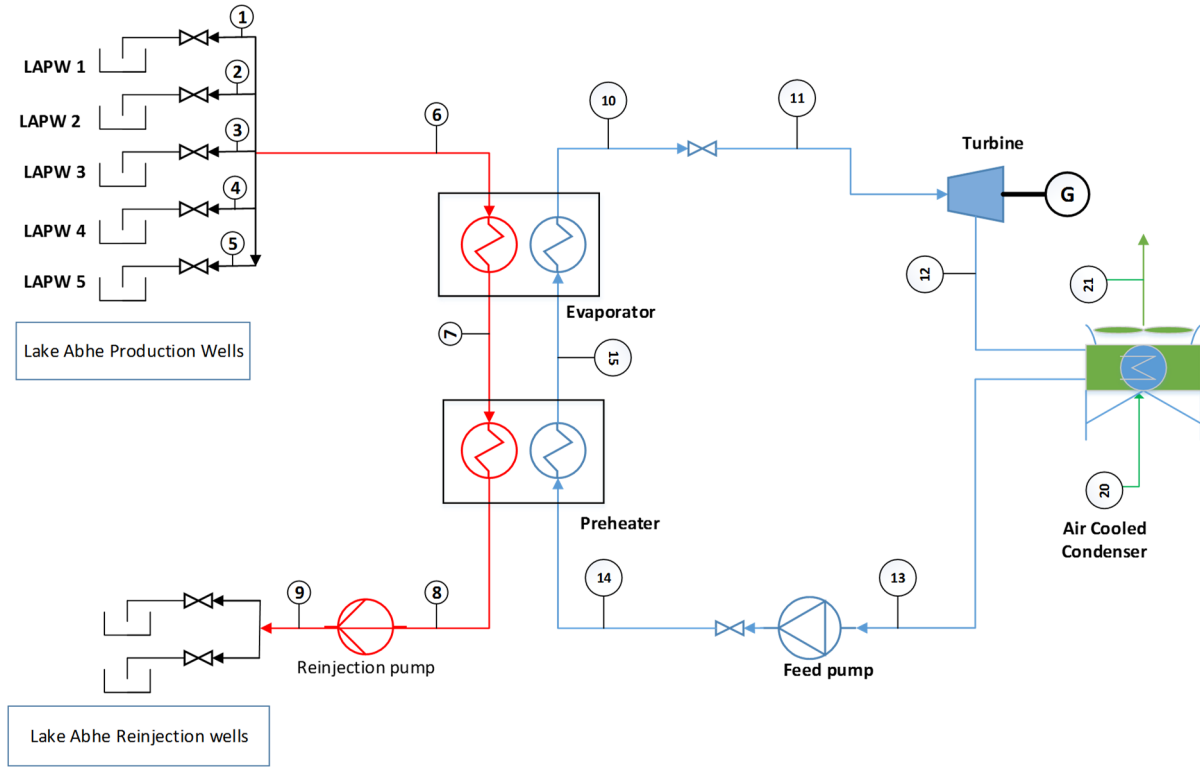 1
LAPW 1
2
LAPW 2
3
LAPW 3
4
LAPW 4
5
LAPW 5
Lake Abhe Production Wells
6
10
11
Turbine
G
Evaporator
7
15
12
21
20
Air Cooled
Condenser
Preheater
14
13
Feed pump
9
8
Reinjection pump
Lake Abhe Reinjection wells